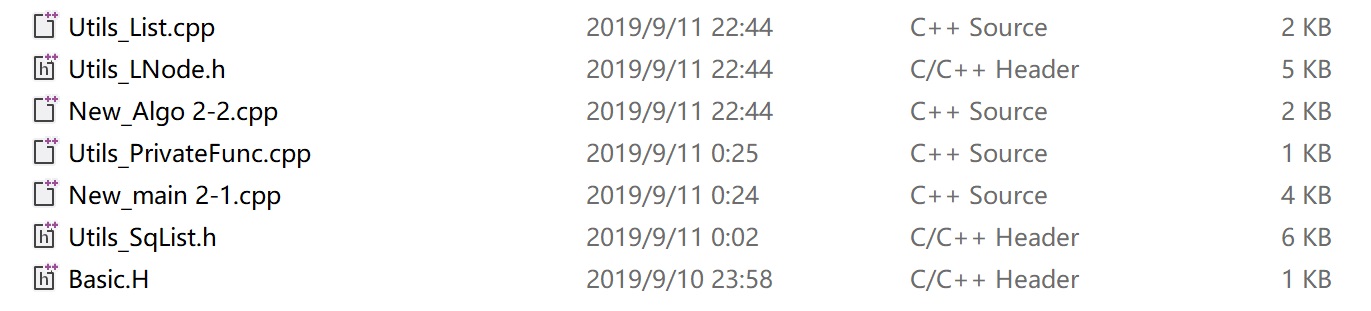 Utils_List.cpp 2019/9/11 22:44 C++ Source 2 KB
Utils_LNode.h 2019/9/11 22:44 C/C++ Header 5 KB
New_Algo 2-2.cpp 2019/9/11 22:44 C++ Source 2 KB
Utils_PrivateFunc.cpp 2019/9/11 0:25 C++ Source 1 KB
New_main 2-1.cpp 2019/9/11 0:24 C++ Source 4 KB
Utils_SqList.h 2019/9/11 0:02 C/C++ Header 6 KB
Basic.H 2019/9/10 23:58 C/C++ Header 1 KB